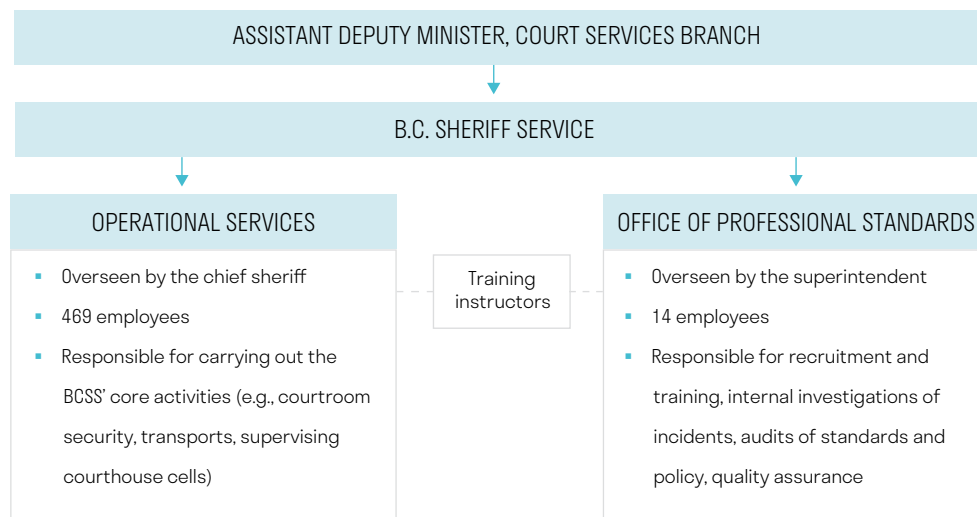 ASSISTANT DEPUTY MINISTER, COURT SERVICES BRANCH
B.C. SHERIFF SERVICE
OPERATIONAL SERVICES
▪ Overseen by the chief sheriff
▪ 469 employees
▪ Responsible for carrying out the
BCSS' core activities (e.g., courtroom
security, transports, supervising
courthouse cells)
Training
instructors
OFFICE OF PROFESSIONAL STANDARDS
▪ Overseen by the superintendent
▪ 14 employees
▪ Responsible for recruitment and
training, internal investigations of
incidents, audits of standards and
policy, quality assurance